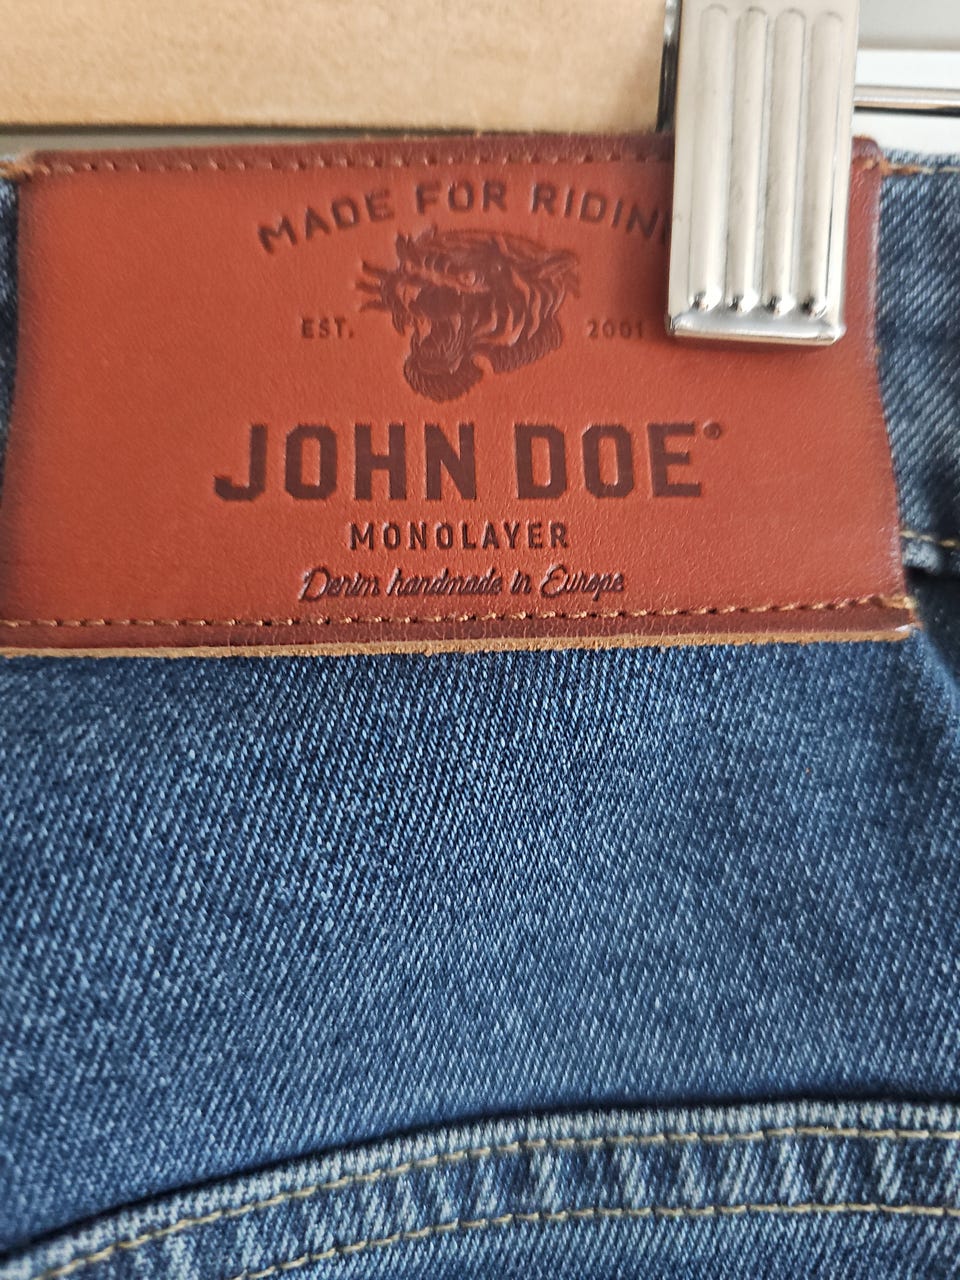 MADE FOR RIDIN
EST. 2001
JOHN DOE®
MONOLAYER
Denim handmade in Europe